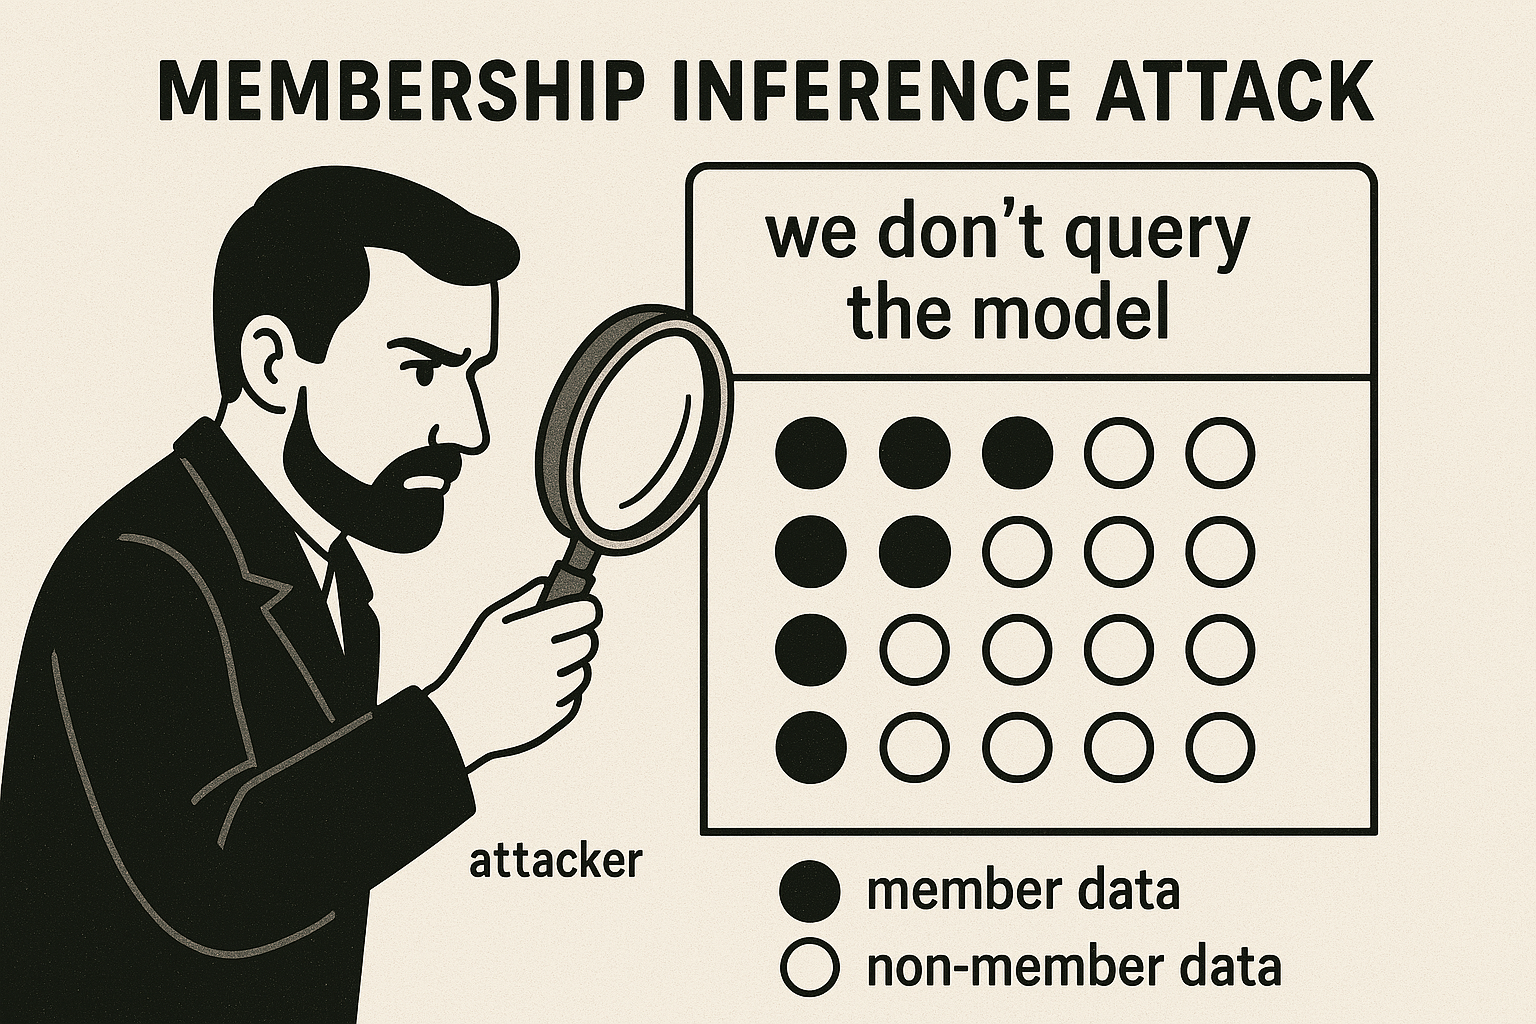 MEMBERSHIP INFERENCE ATTACK
we don’t query
the model
attacker
member data
non-member data